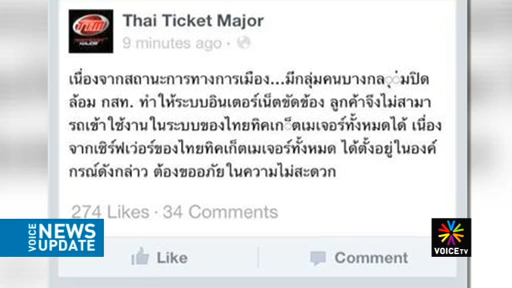 Thai Ticket Major
9 minutes ago ·
TTM
MAJOR
เนื่องจากสถานะการทางการเมือง...มีกลุ่มคนบางกลุ่มปิด
ล้อม กสท. ทำให้ระบบอินเตอร์เน็ตขัดข้อง ลูกค้าจึงไม่สามา
รถเข้าใช้งานในระบบของไทยทิคเก็ตเมเจอร์ทั้งหมดได้ เนื่อง
จากเซิร์ฟเว่อร์ของไทยทิคเก็ตเมเจอร์ทั้งหมด ได้ตั้งอยู่ในองค์
กรณ์ดังกล่าว ต้องขออภัยในความไม่สะดวก
274 Likes · 34 Comments
Like
Comment
VOICE NEWS
UPDATE
VOICE TV